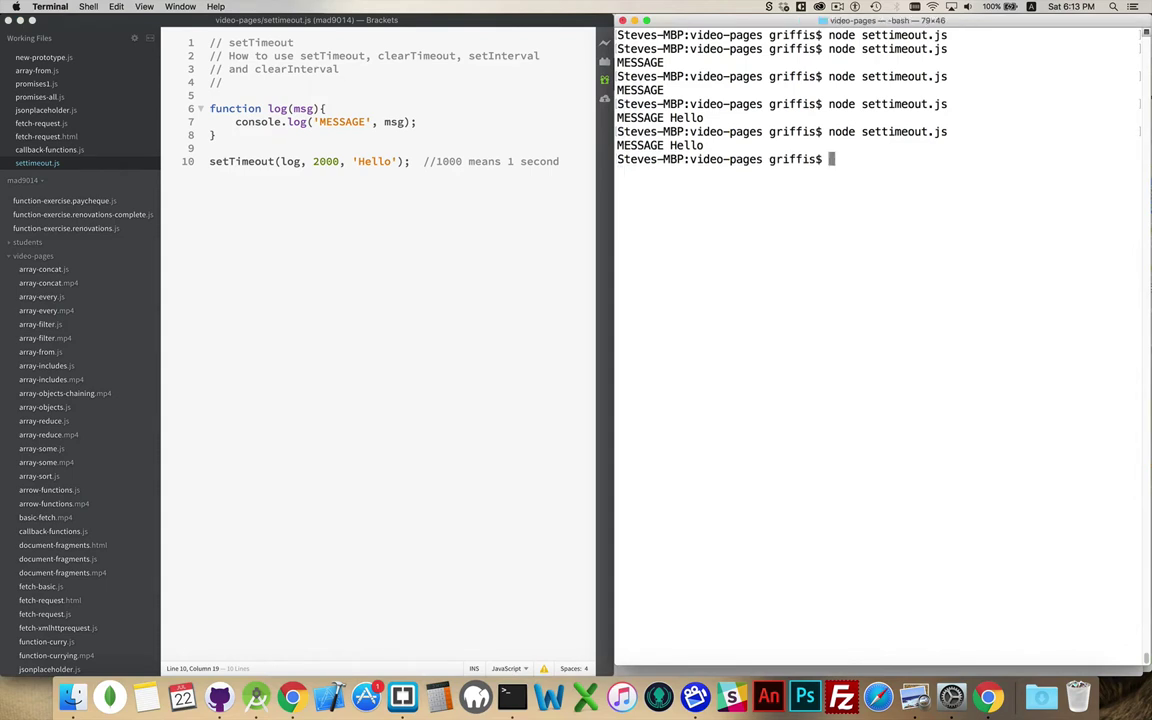 Terminal Shell Edit View Window Help
100% Sat 6:13 PM
video-pages/settimeout.js (mad9014) — Brackets
video-pages — -bash — 79×46
Working Files
new-prototype.js
array-from.js
promises1.js
promises-all.js
jsonplaceholder.js
fetch-request.js
fetch-request.html
callback-functions.js
settimeout.js
mad9014
function-exercise.paycheque.js
function-exercise.renovations-complete.js
function-exercise.renovations.js
students
video-pages
array-concat.js
array-concat.mp4
array-every.js
array-every.mp4
array-filter.js
array-filter.mp4
array-from.js
array-includes.js
array-includes.mp4
array-objects-chaining.mp4
array-objects.js
array-reduce.js
array-reduce.mp4
array-some.js
array-some.mp4
array-sort.js
arrow-functions.js
arrow-functions.mp4
basic-fetch.mp4
callback-functions.js
document-fragments.html
document-fragments.js
document-fragments.mp4
fetch-basic.js
fetch-request.html
fetch-request.js
fetch-xmlhttprequest.js
function-curry.js
function-currying.mp4
jsonplaceholder.js
1 // setTimeout
2 // How to use setTimeout, clearTimeout, setInterval
3 // and clearInterval
4 //
5
6 function log(msg){
7 console.log('MESSAGE', msg);
8 }
9
10 setTimeout(log, 2000, 'Hello'); //1000 means 1 second
Line 10, Column 19 — 10 Lines
INS JavaScript Spaces: 4
Steves-MBP:video-pages griffis$ node settimeout.js
Steves-MBP:video-pages griffis$ node settimeout.js
MESSAGE
Steves-MBP:video-pages griffis$ node settimeout.js
MESSAGE
Steves-MBP:video-pages griffis$ node settimeout.js
MESSAGE Hello
Steves-MBP:video-pages griffis$ node settimeout.js
MESSAGE Hello
Steves-MBP:video-pages griffis$
JUL
22
1
An
Ps
Fz